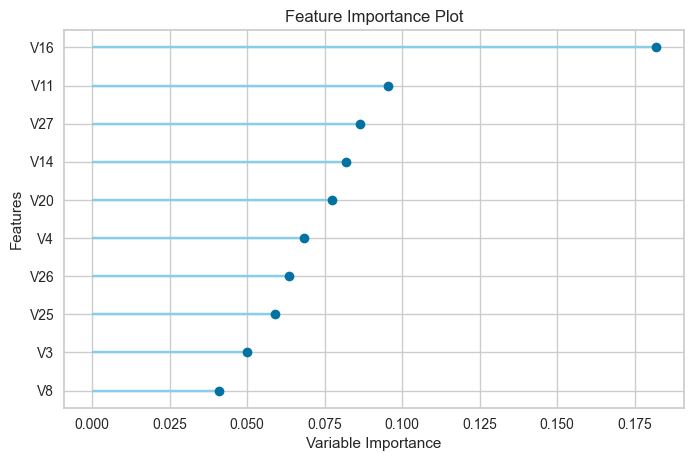 Feature Importance Plot
Features
V16
V11
V27
V14
V20
V4
V26
V25
V3
V8
0.000 0.025 0.050 0.075 0.100 0.125 0.150 0.175
Variable Importance